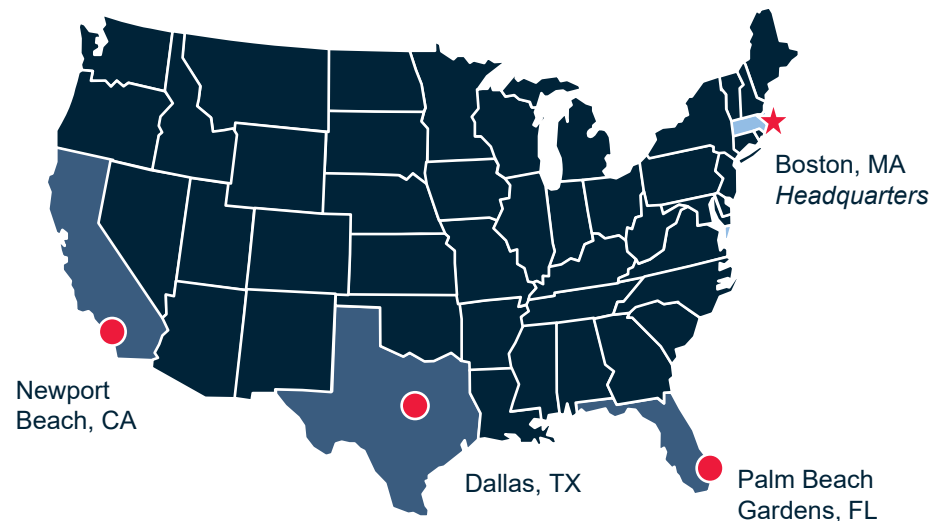 Boston, MA
Headquarters
Newport
Beach, CA
Dallas, TX
Palm Beach
Gardens, FL